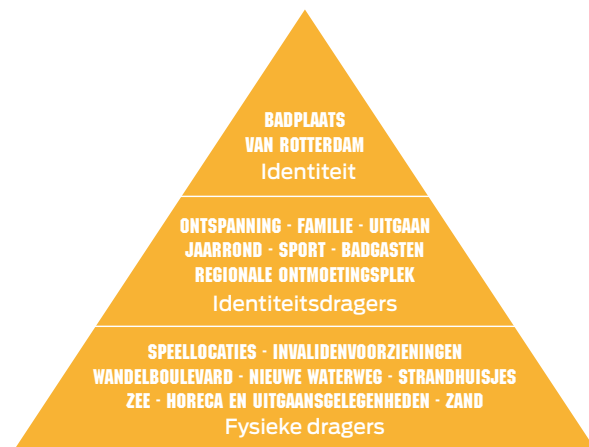 BADPLAATS
VAN ROTTERDAM
Identiteit
ONTSPANNING - FAMILIE - UITGAAN
JAARROND - SPORT - BADGASTEN
REGIONALE ONTMOETINGSPLEK
Identiteitsdragers
SPEELLOCATIES - INVALIDENVOORZIENINGEN
WANDELBOULEVARD - NIEUWE WATERWEG - STRANDHUISJES
ZEE - HORECA EN UITGAANSGELEGENHEDEN - ZAND
Fysieke dragers